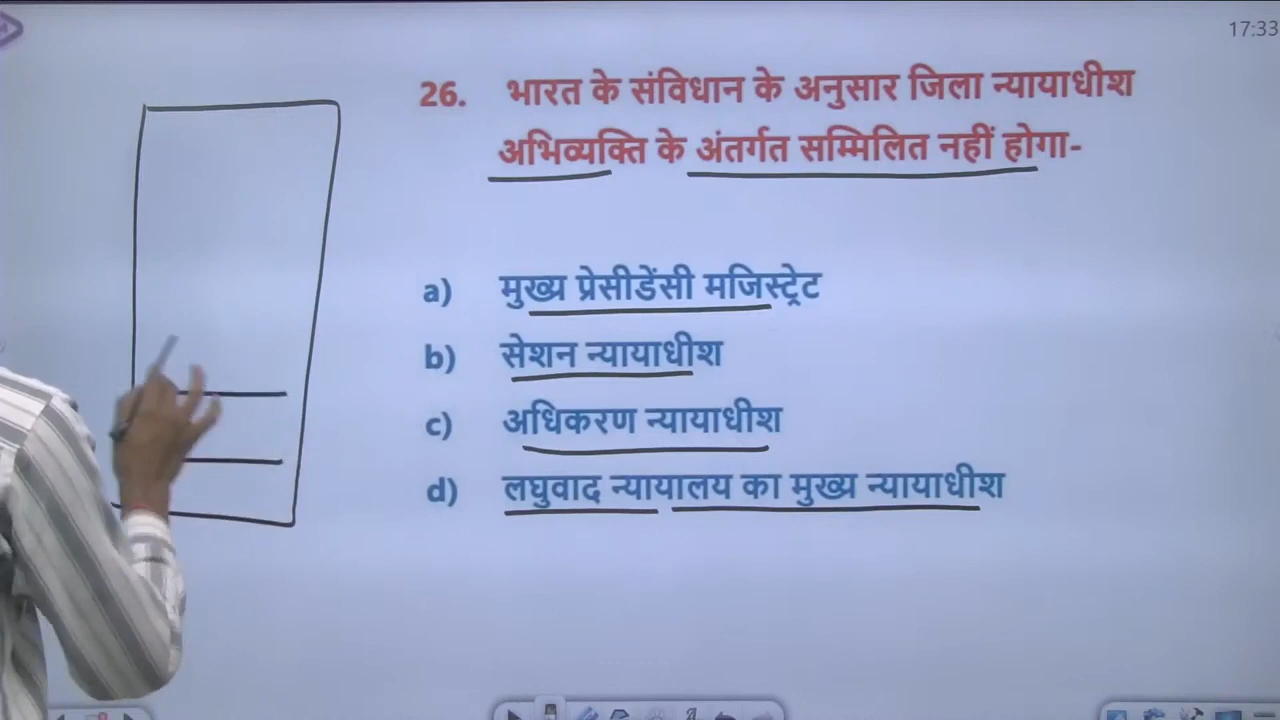 17:33
26. भारत के संविधान के अनुसार जिला न्यायाधीश
अभिव्यक्ति के अंतर्गत सम्मिलित नहीं होगा-
a) मुख्य प्रेसीडेंसी मजिस्ट्रेट
b) सेशन न्यायाधीश
c) अधिकरण न्यायाधीश
d) लघुवाद न्यायालय का मुख्य न्यायाधीश